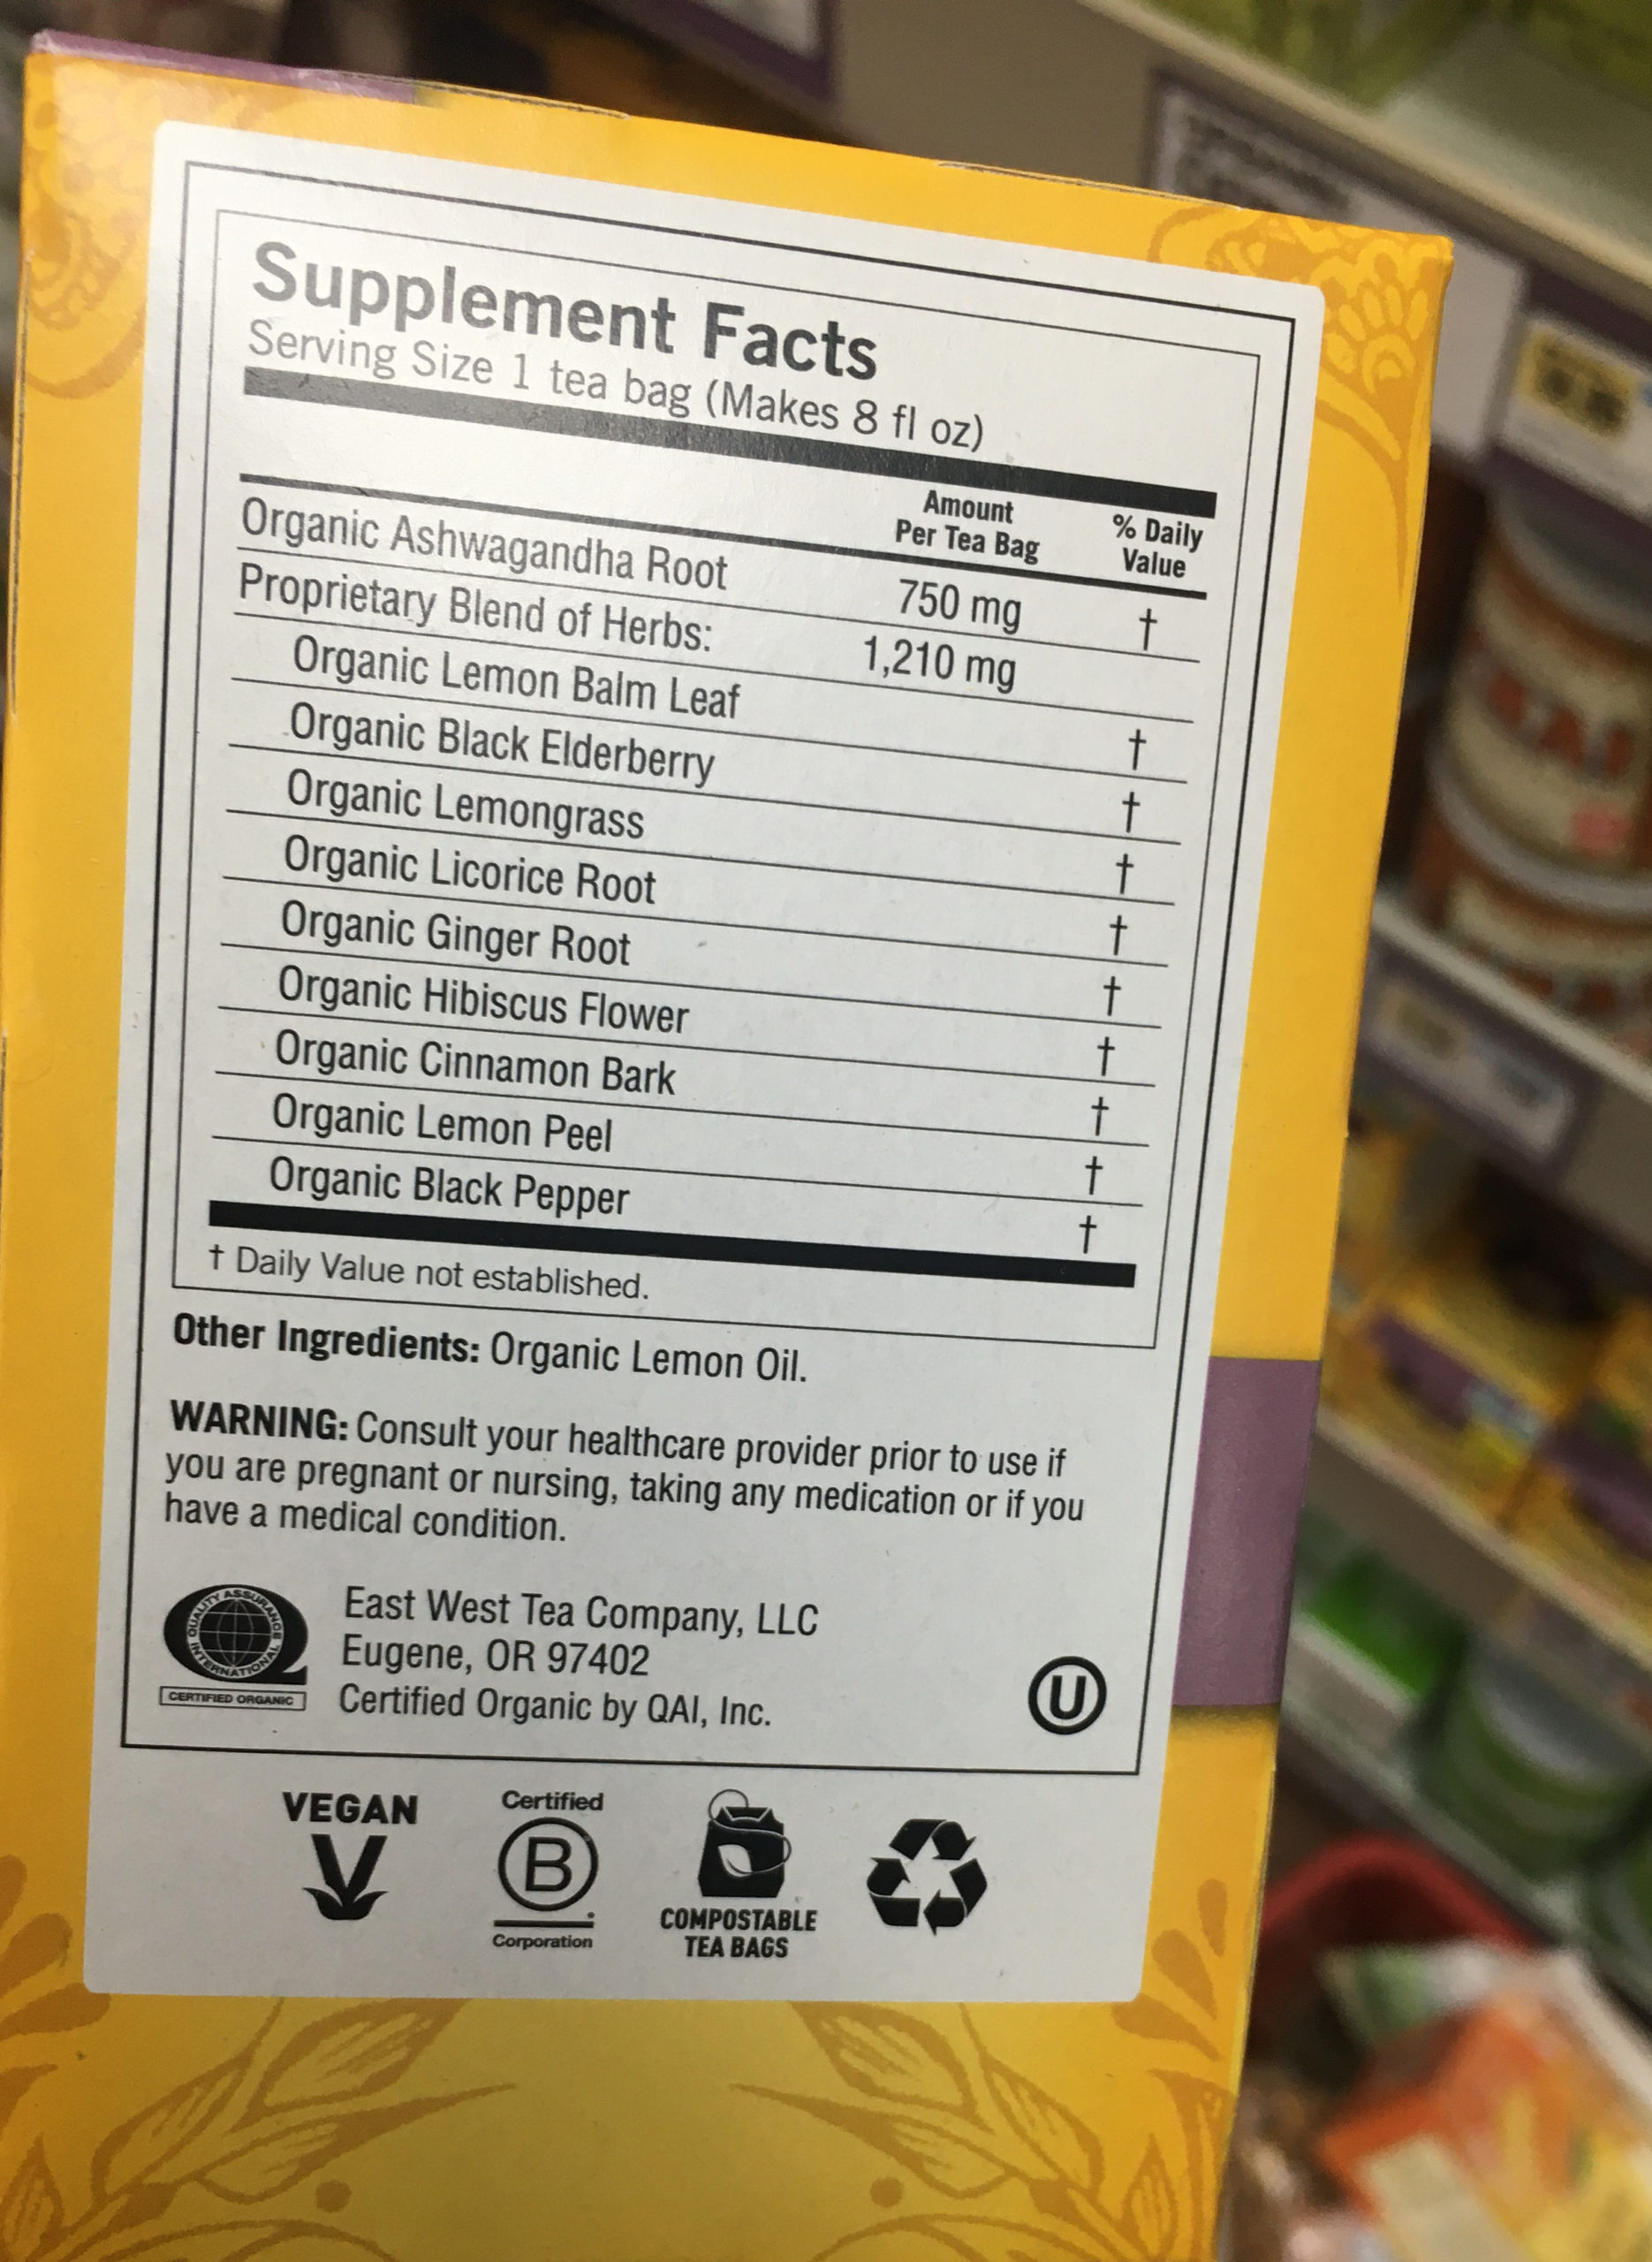 Supplement Facts
Serving Size 1 tea bag (Makes 8 fl oz)
Amount Per Tea Bag % Daily Value
Organic Ashwagandha Root 750 mg †
Proprietary Blend of Herbs: 1,210 mg
Organic Lemon Balm Leaf †
Organic Black Elderberry †
Organic Lemongrass †
Organic Licorice Root †
Organic Ginger Root †
Organic Hibiscus Flower †
Organic Cinnamon Bark †
Organic Lemon Peel †
Organic Black Pepper †
† Daily Value not established.
Other Ingredients: Organic Lemon Oil.
WARNING: Consult your healthcare provider prior to use if
you are pregnant or nursing, taking any medication or if you
have a medical condition.
QUALITY ASSURANCE INTERNATIONAL
CERTIFIED ORGANIC
East West Tea Company, LLC
Eugene, OR 97402
Certified Organic by QAI, Inc.
U
VEGAN
V
Certified
B
Corporation
COMPOSTABLE
TEA BAGS